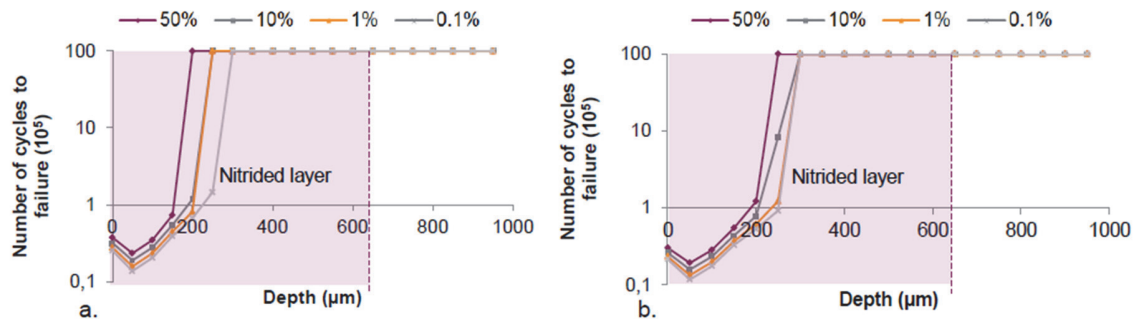 50% 10% 1% 0.1%
Number of cycles to failure (10⁵)
100
10
1
0,1
0 200 400 600 800 1000
Nitrided layer
Depth (µm)
a.
50% 10% 1% 0.1%
Number of cycles to failure (10⁵)
100
10
1
0,1
0 200 400 600 800 1000
Nitrided layer
Depth (µm)
b.